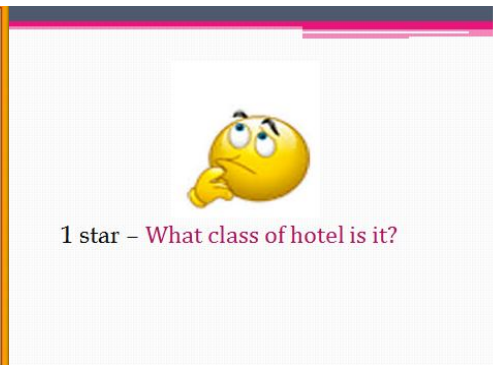 1 star – What class of hotel is it?